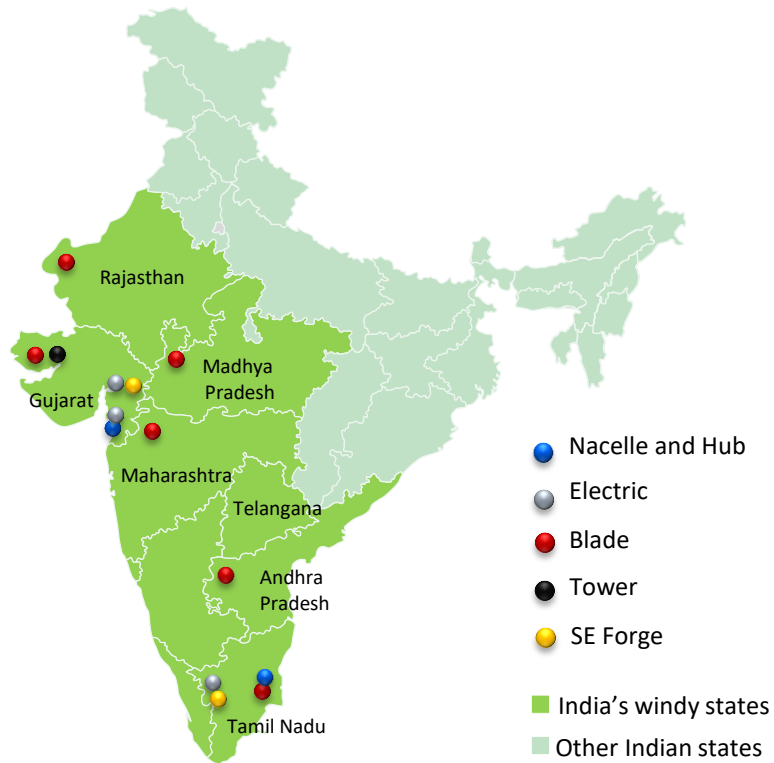 Rajasthan
Madhya
Pradesh
Gujarat
Maharashtra
Telangana
Andhra
Pradesh
Tamil Nadu
Nacelle and Hub
Electric
Blade
Tower
SE Forge
India’s windy states
Other Indian states